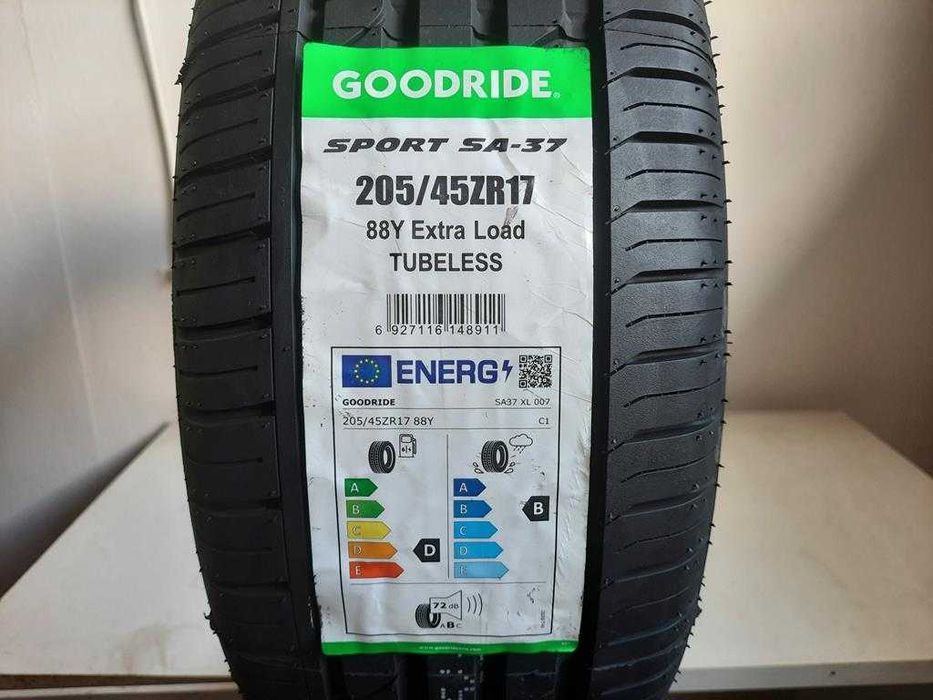 GOODRIDE®
SPORT SA-37
205/45ZR17
88Y Extra Load
TUBELESS
6 927116 148911
ENERG
GOODRIDE SA37 XL 007
205/45ZR17 88Y C1
A A
B B B
C C
D D D
E E
72 dB
ABC